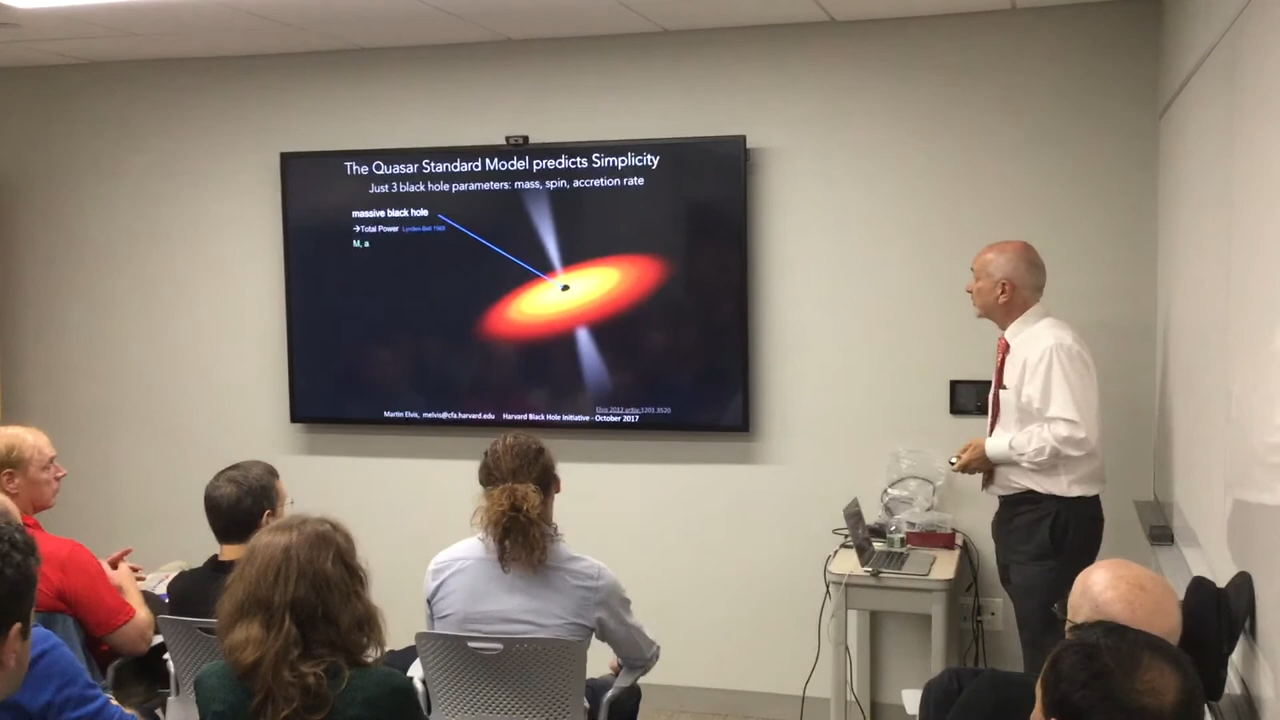 The Quasar Standard Model predicts Simplicity
Just 3 black hole parameters: mass, spin, accretion rate
massive black hole
→Total Power Lynden-Bell 1969
M, a
Elvis 2012 arXiv:1201.3520
Martin Elvis, melvis@cfa.harvard.edu Harvard Black Hole Initiative - October 2017